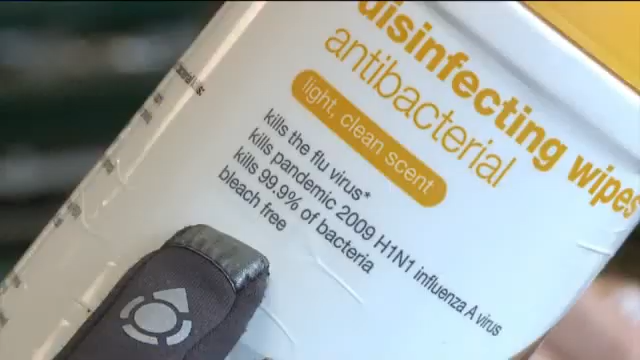 disinfecting wipes
antibacterial
light, clean scent
kills the flu virus*
kills pandemic 2009 H1N1 influenza A virus
kills 99.9% of bacteria
bleach free